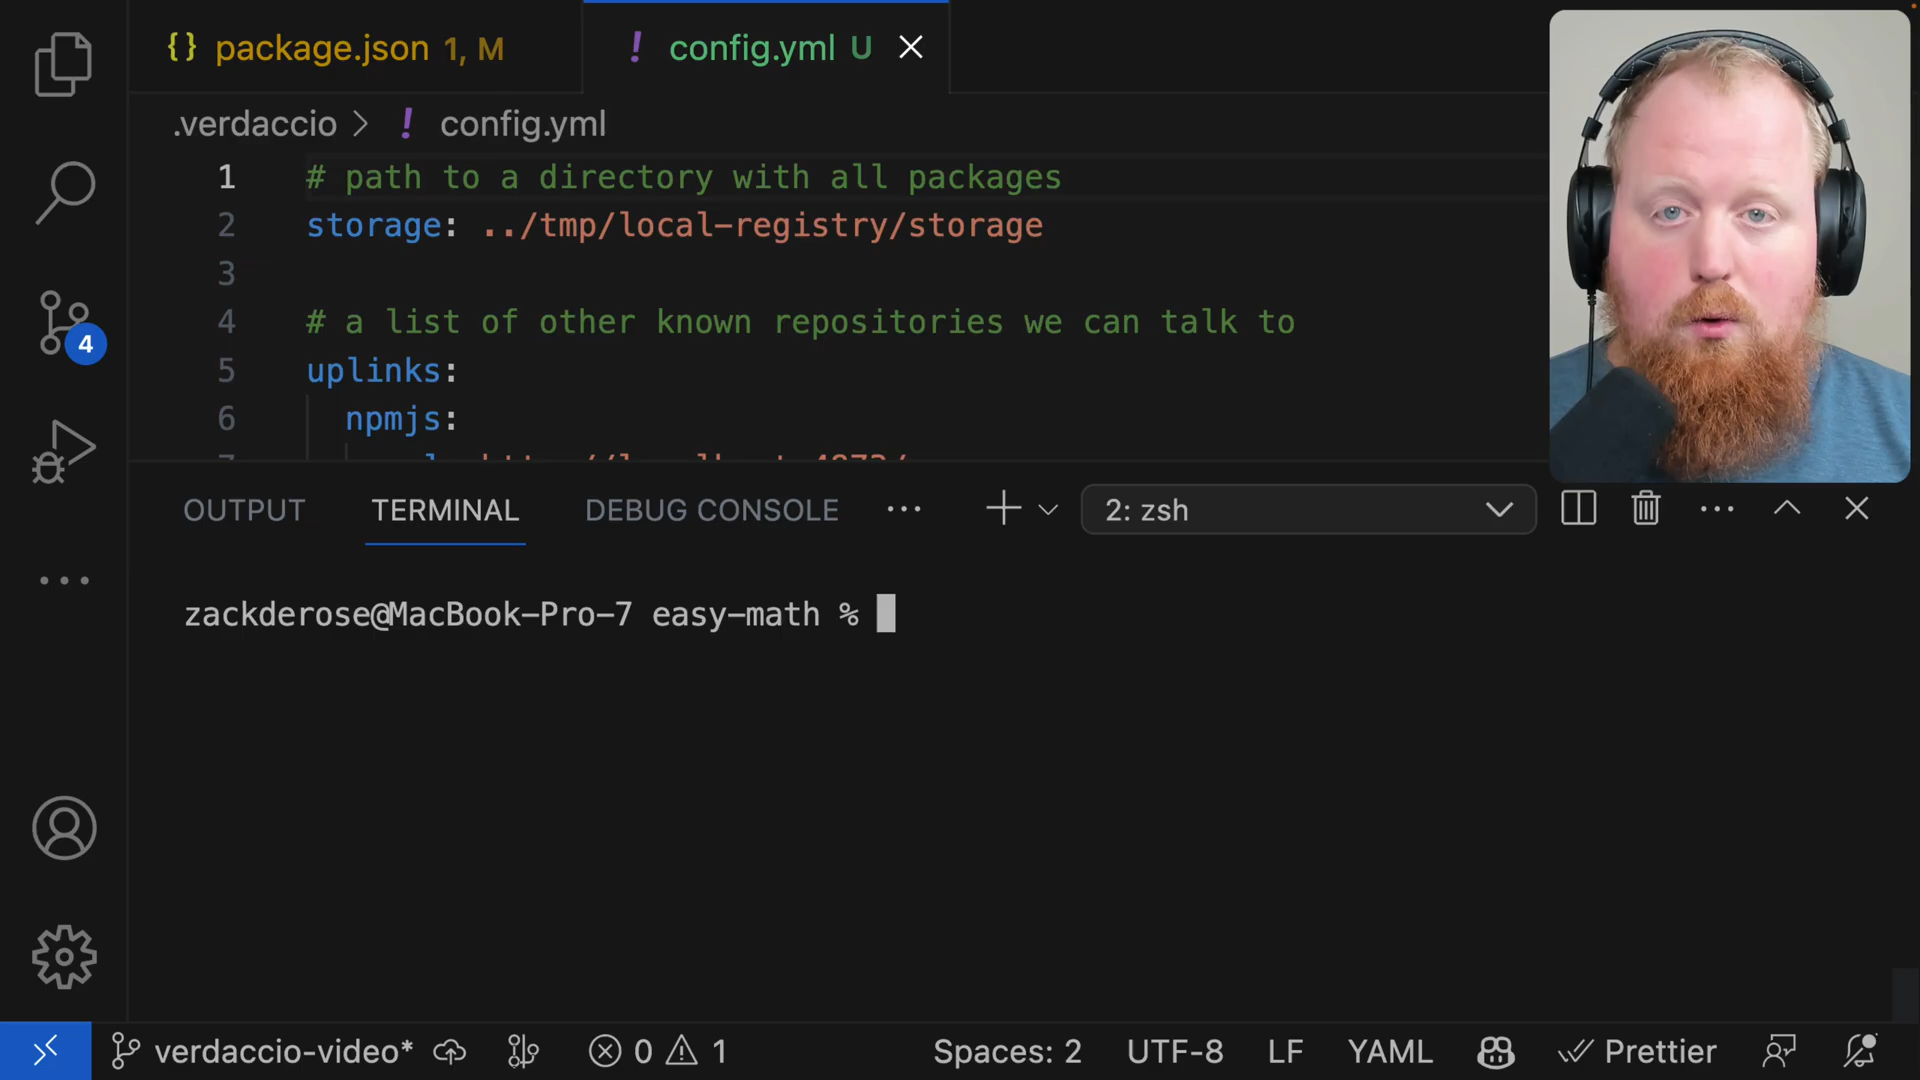 {} package.json 1, M
! config.yml U
.verdaccio > ! config.yml
1 # path to a directory with all packages
2 storage: ../tmp/local-registry/storage
3
4 # a list of other known repositories we can talk to
5 uplinks:
6 npmjs:
4
OUTPUT TERMINAL DEBUG CONSOLE ··· 2: zsh
zackderose@MacBook-Pro-7 easy-math %
verdaccio-video* 0 1 Spaces: 2 UTF-8 LF YAML Prettier